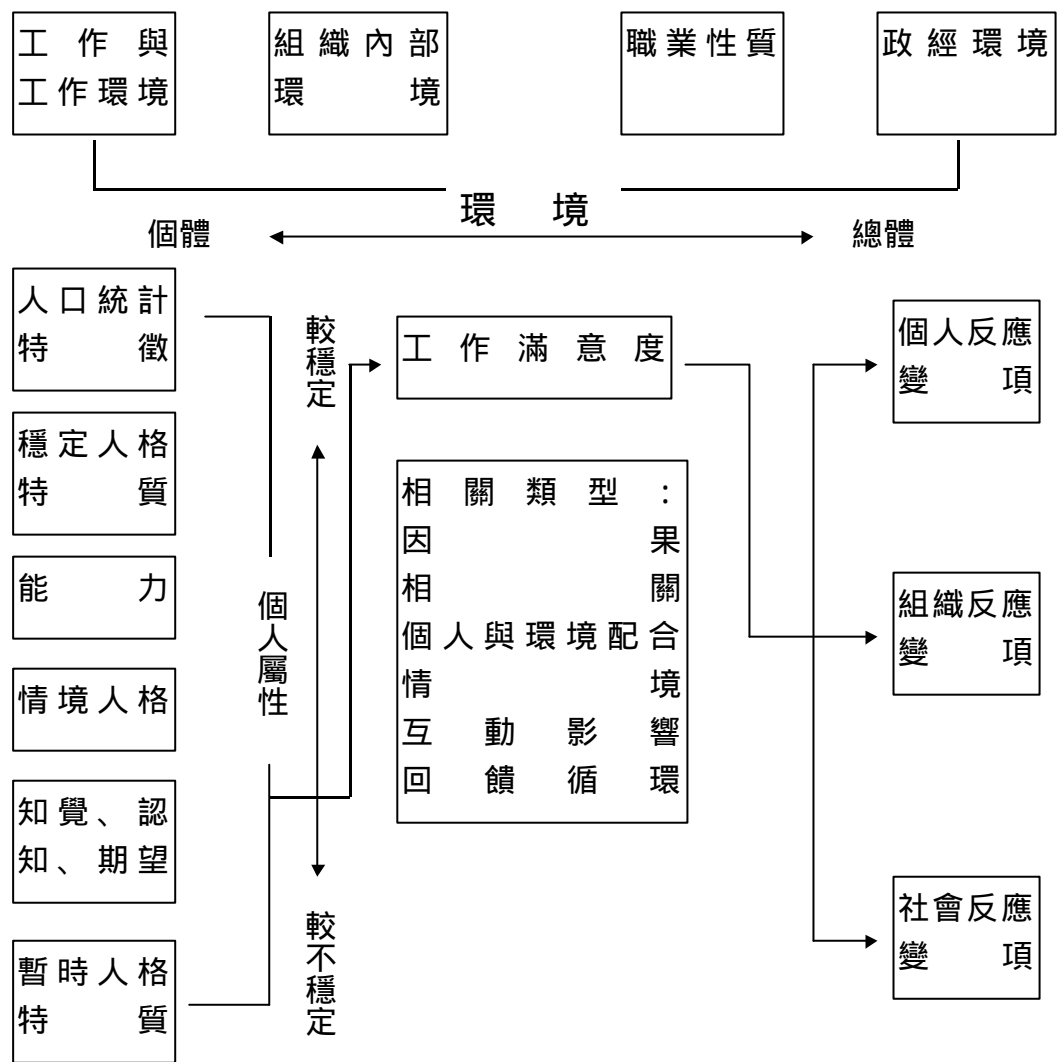 工作與
工作環境
組織內部
環境
職業性質
政經環境
環境
個體
總體
人口統計
特徵
穩定人格
特質
能力
情境人格
知覺、認
知、期望
暫時人格
特質
個人屬性
較穩定
較不穩定
工作滿意度
相關類型：
因果
相關
個人與環境配合
情境
互動影響
回饋循環
個人反應
變項
組織反應
變項
社會反應
變項